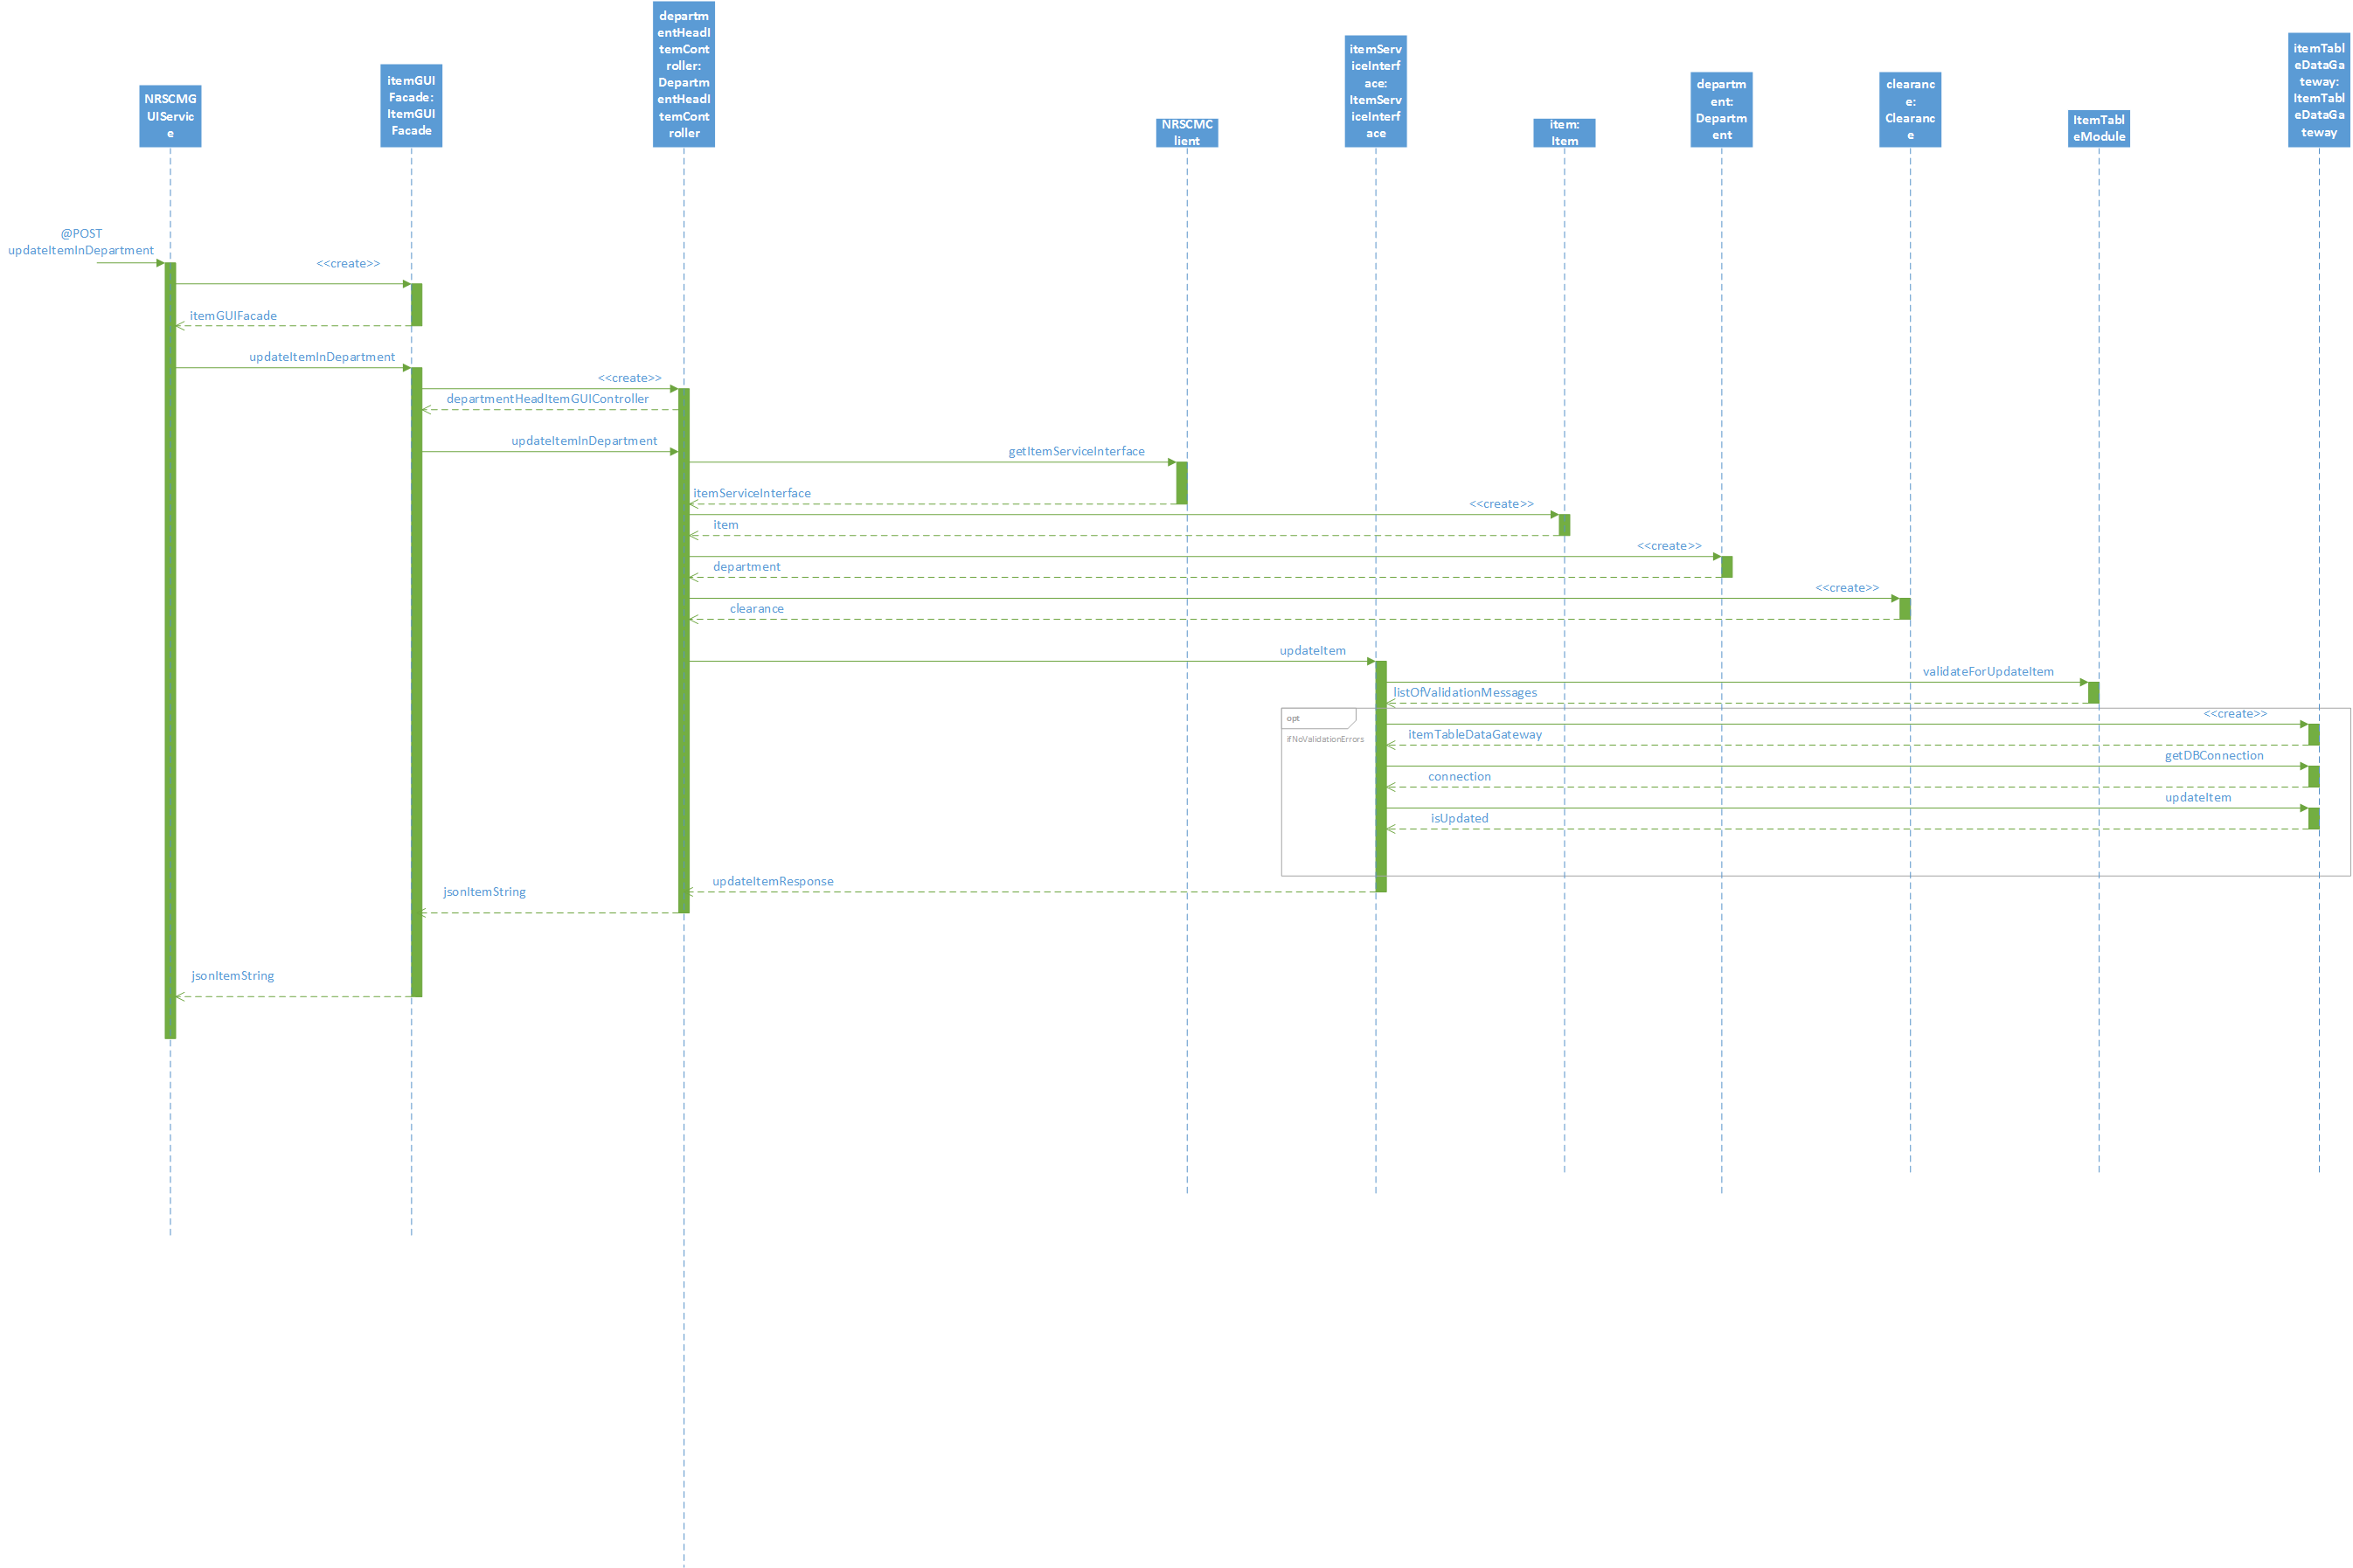 NRSCMG
UIServic
e
itemGUI
Facade:
ItemGUI
Facade
departm
entHeadI
temCont
roller:
Departm
entHeadI
temCont
roller
NRSCMC
lient
itemServ
iceInterf
ace:
ItemServ
iceInterf
ace
item:
Item
departm
ent:
Departm
ent
clearanc
e:
Clearanc
e
ItemTabl
eModule
itemTabl
eDataGa
teway:
ItemTabl
eDataGa
teway
@POST
updateItemInDepartment
<<create>>
itemGUIFacade
updateItemInDepartment
<<create>>
departmentHeadItemGUIController
updateItemInDepartment
getItemServiceInterface
itemServiceInterface
<<create>>
item
<<create>>
department
<<create>>
clearance
updateItem
validateForUpdateItem
listOfValidationMessages
opt
ifNoValidationErrors
<<create>>
itemTableDataGateway
getDBConnection
connection
updateItem
isUpdated
updateItemResponse
jsonItemString
jsonItemString